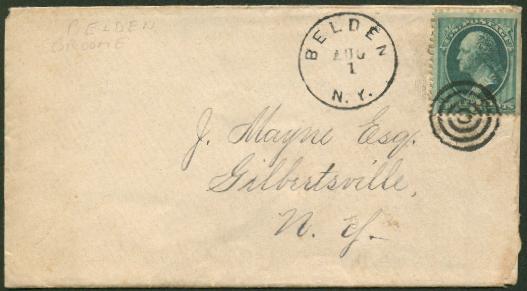 BELDEN
BROOME
BELDEN
AUG
1
N.Y.
J. Mayne Esq.
Gilbertsville,
N. Y.